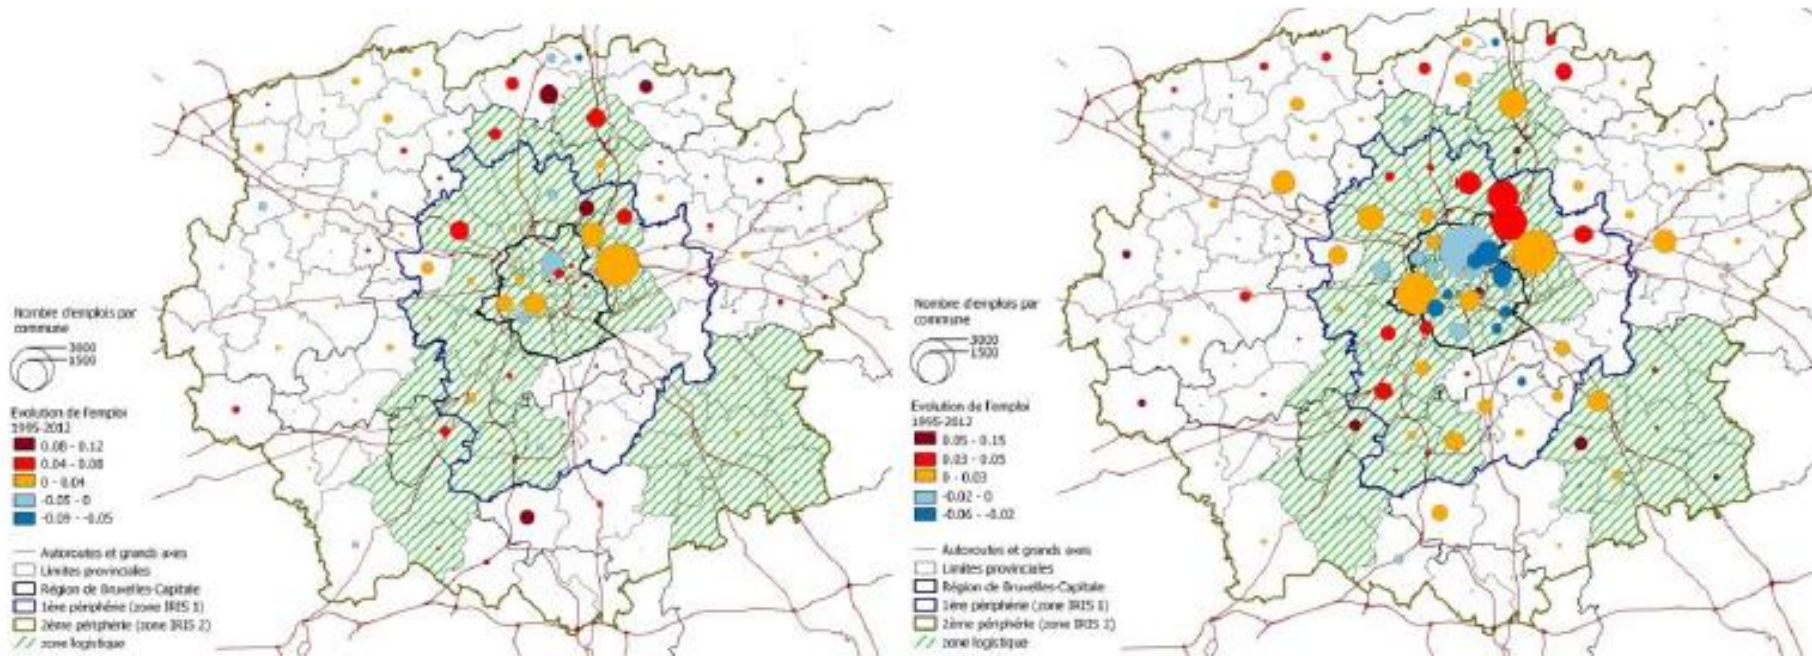 Nombre d'emplois par
commune
3000
1500
Evolution de l'emploi
1995-2012
0.08 - 0.12
0.04 - 0.08
0 - 0.04
-0.05 - 0
-0.09 - -0.05
Autoroutes et grands axes
Limites provinciales
Région de Bruxelles-Capitale
1ère périphérie (zone IRIS 1)
2ème périphérie (zone IRIS 2)
zone logistique
Nombre d'emplois par
commune
3000
1500
Evolution de l'emploi
1995-2012
0.05 - 0.15
0.03 - 0.05
0 - 0.03
-0.02 - 0
-0.06 - -0.02
Autoroutes et grands axes
Limites provinciales
Région de Bruxelles-Capitale
1ère périphérie (zone IRIS 1)
2ème périphérie (zone IRIS 2)
zone logistique